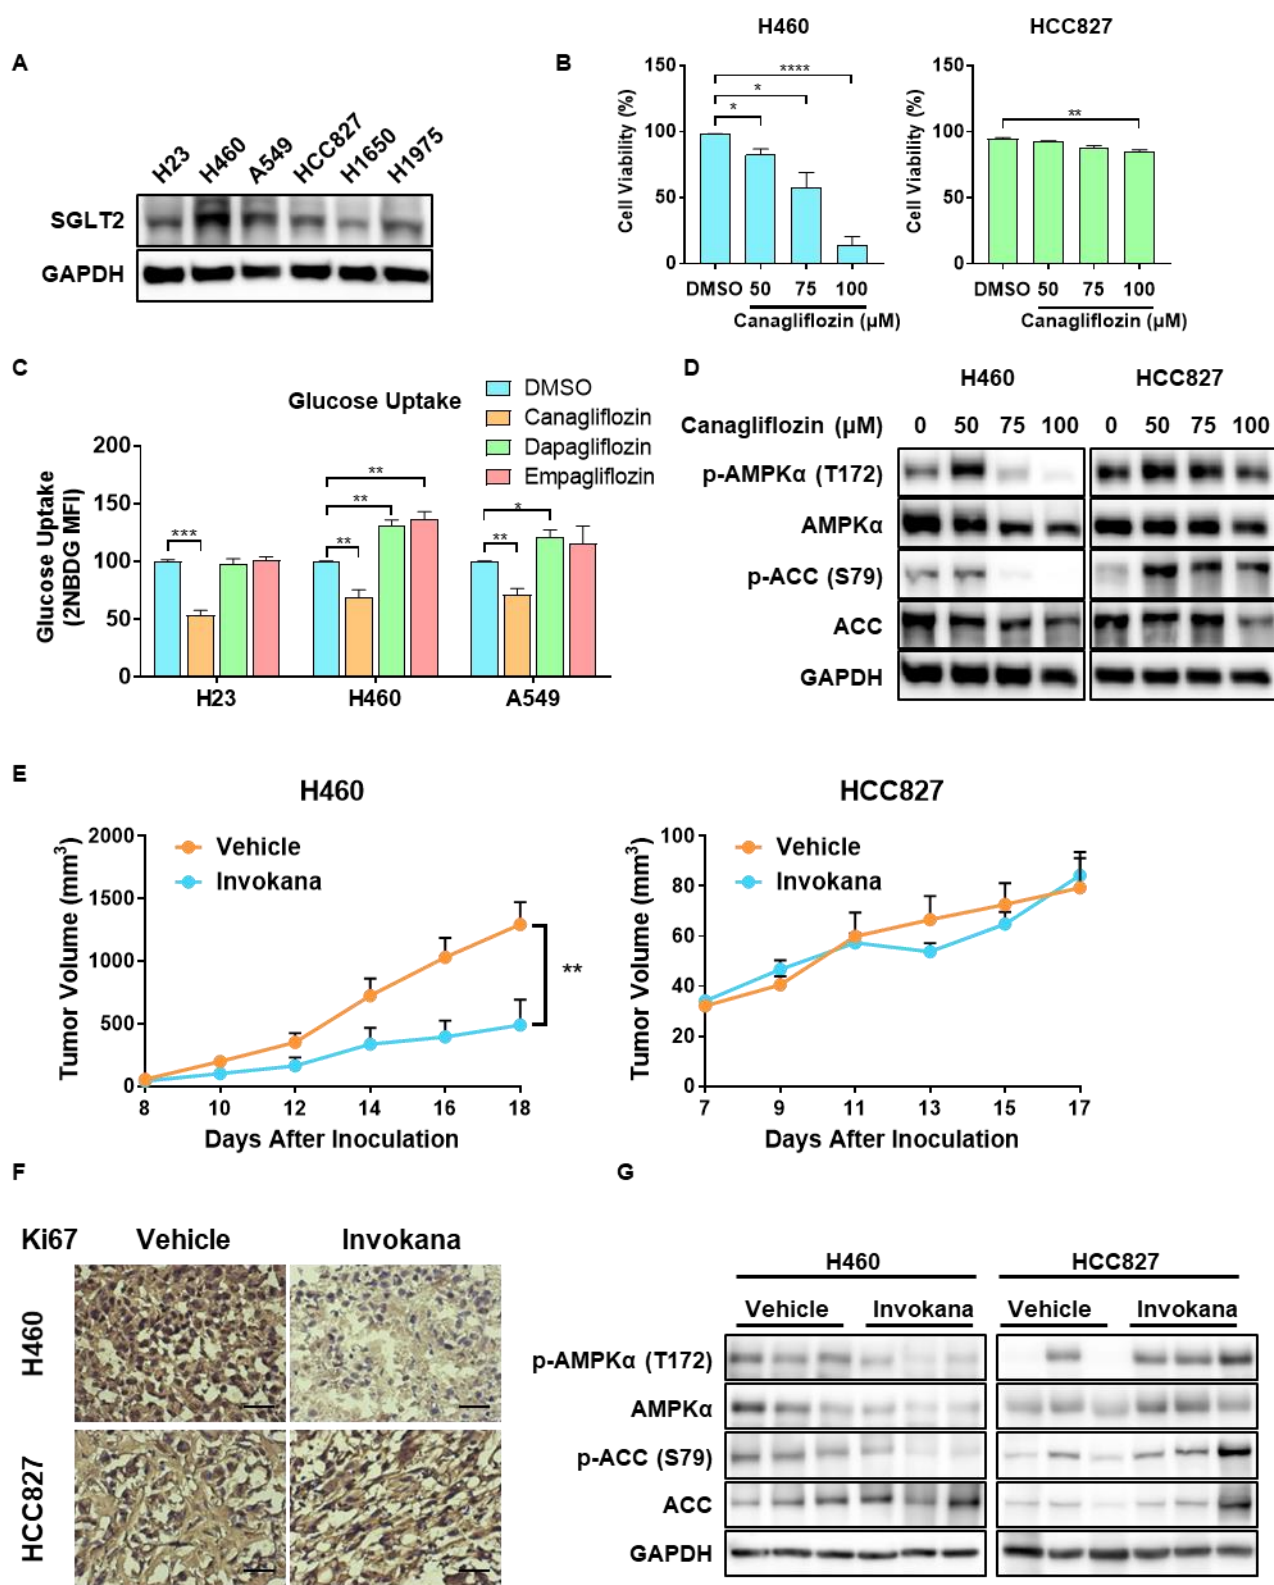 A
H23 H460 A549 HCC827 H1650 H1975
SGLT2
GAPDH
B
H460
Cell Viability (%)
150
100
50
0
****
*
*
DMSO 50 75 100
Canagliflozin (µM)
HCC827
Cell Viability (%)
150
100
50
0
**
DMSO 50 75 100
Canagliflozin (µM)
C
Glucose Uptake
DMSO
Canagliflozin
Dapagliflozin
Empagliflozin
Glucose Uptake
(2NBDG MFI)
200
150
100
50
0
***
**
**
**
*
**
H23 H460 A549
D
H460 HCC827
Canagliflozin (µM) 0 50 75 100 0 50 75 100
p-AMPKα (T172)
AMPKα
p-ACC (S79)
ACC
GAPDH
E
H460
Tumor Volume (mm³)
2000
1500
1000
500
0
Vehicle
Invokana
**
8 10 12 14 16 18
Days After Inoculation
HCC827
Tumor Volume (mm³)
100
80
60
40
20
0
Vehicle
Invokana
7 9 11 13 15 17
Days After Inoculation
F
Ki67 Vehicle Invokana
H460
HCC827
G
H460 HCC827
Vehicle Invokana Vehicle Invokana
p-AMPKα (T172)
AMPKα
p-ACC (S79)
ACC
GAPDH